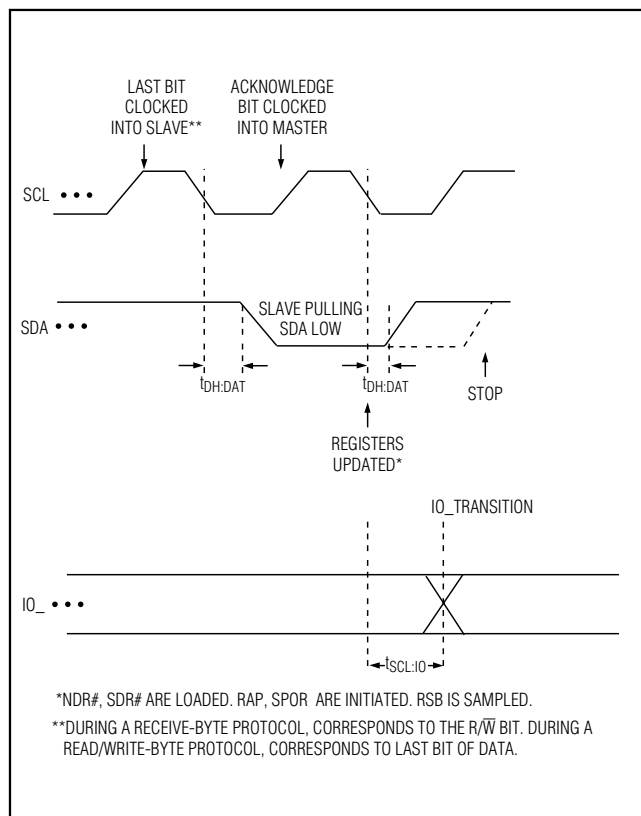 LAST BIT
CLOCKED
INTO SLAVE**
ACKNOWLEDGE
BIT CLOCKED
INTO MASTER
SCL •••
SLAVE PULLING
SDA LOW
SDA •••
tDH:DAT
tDH:DAT
STOP
REGISTERS
UPDATED*
IO_TRANSITION
IO_ •••
tSCL:IO
*NDR#, SDR# ARE LOADED. RAP, SPOR ARE INITIATED. RSB IS SAMPLED.
**DURING A RECEIVE-BYTE PROTOCOL, CORRESPONDS TO THE R/W̅ BIT. DURING A
READ/WRITE-BYTE PROTOCOL, CORRESPONDS TO LAST BIT OF DATA.